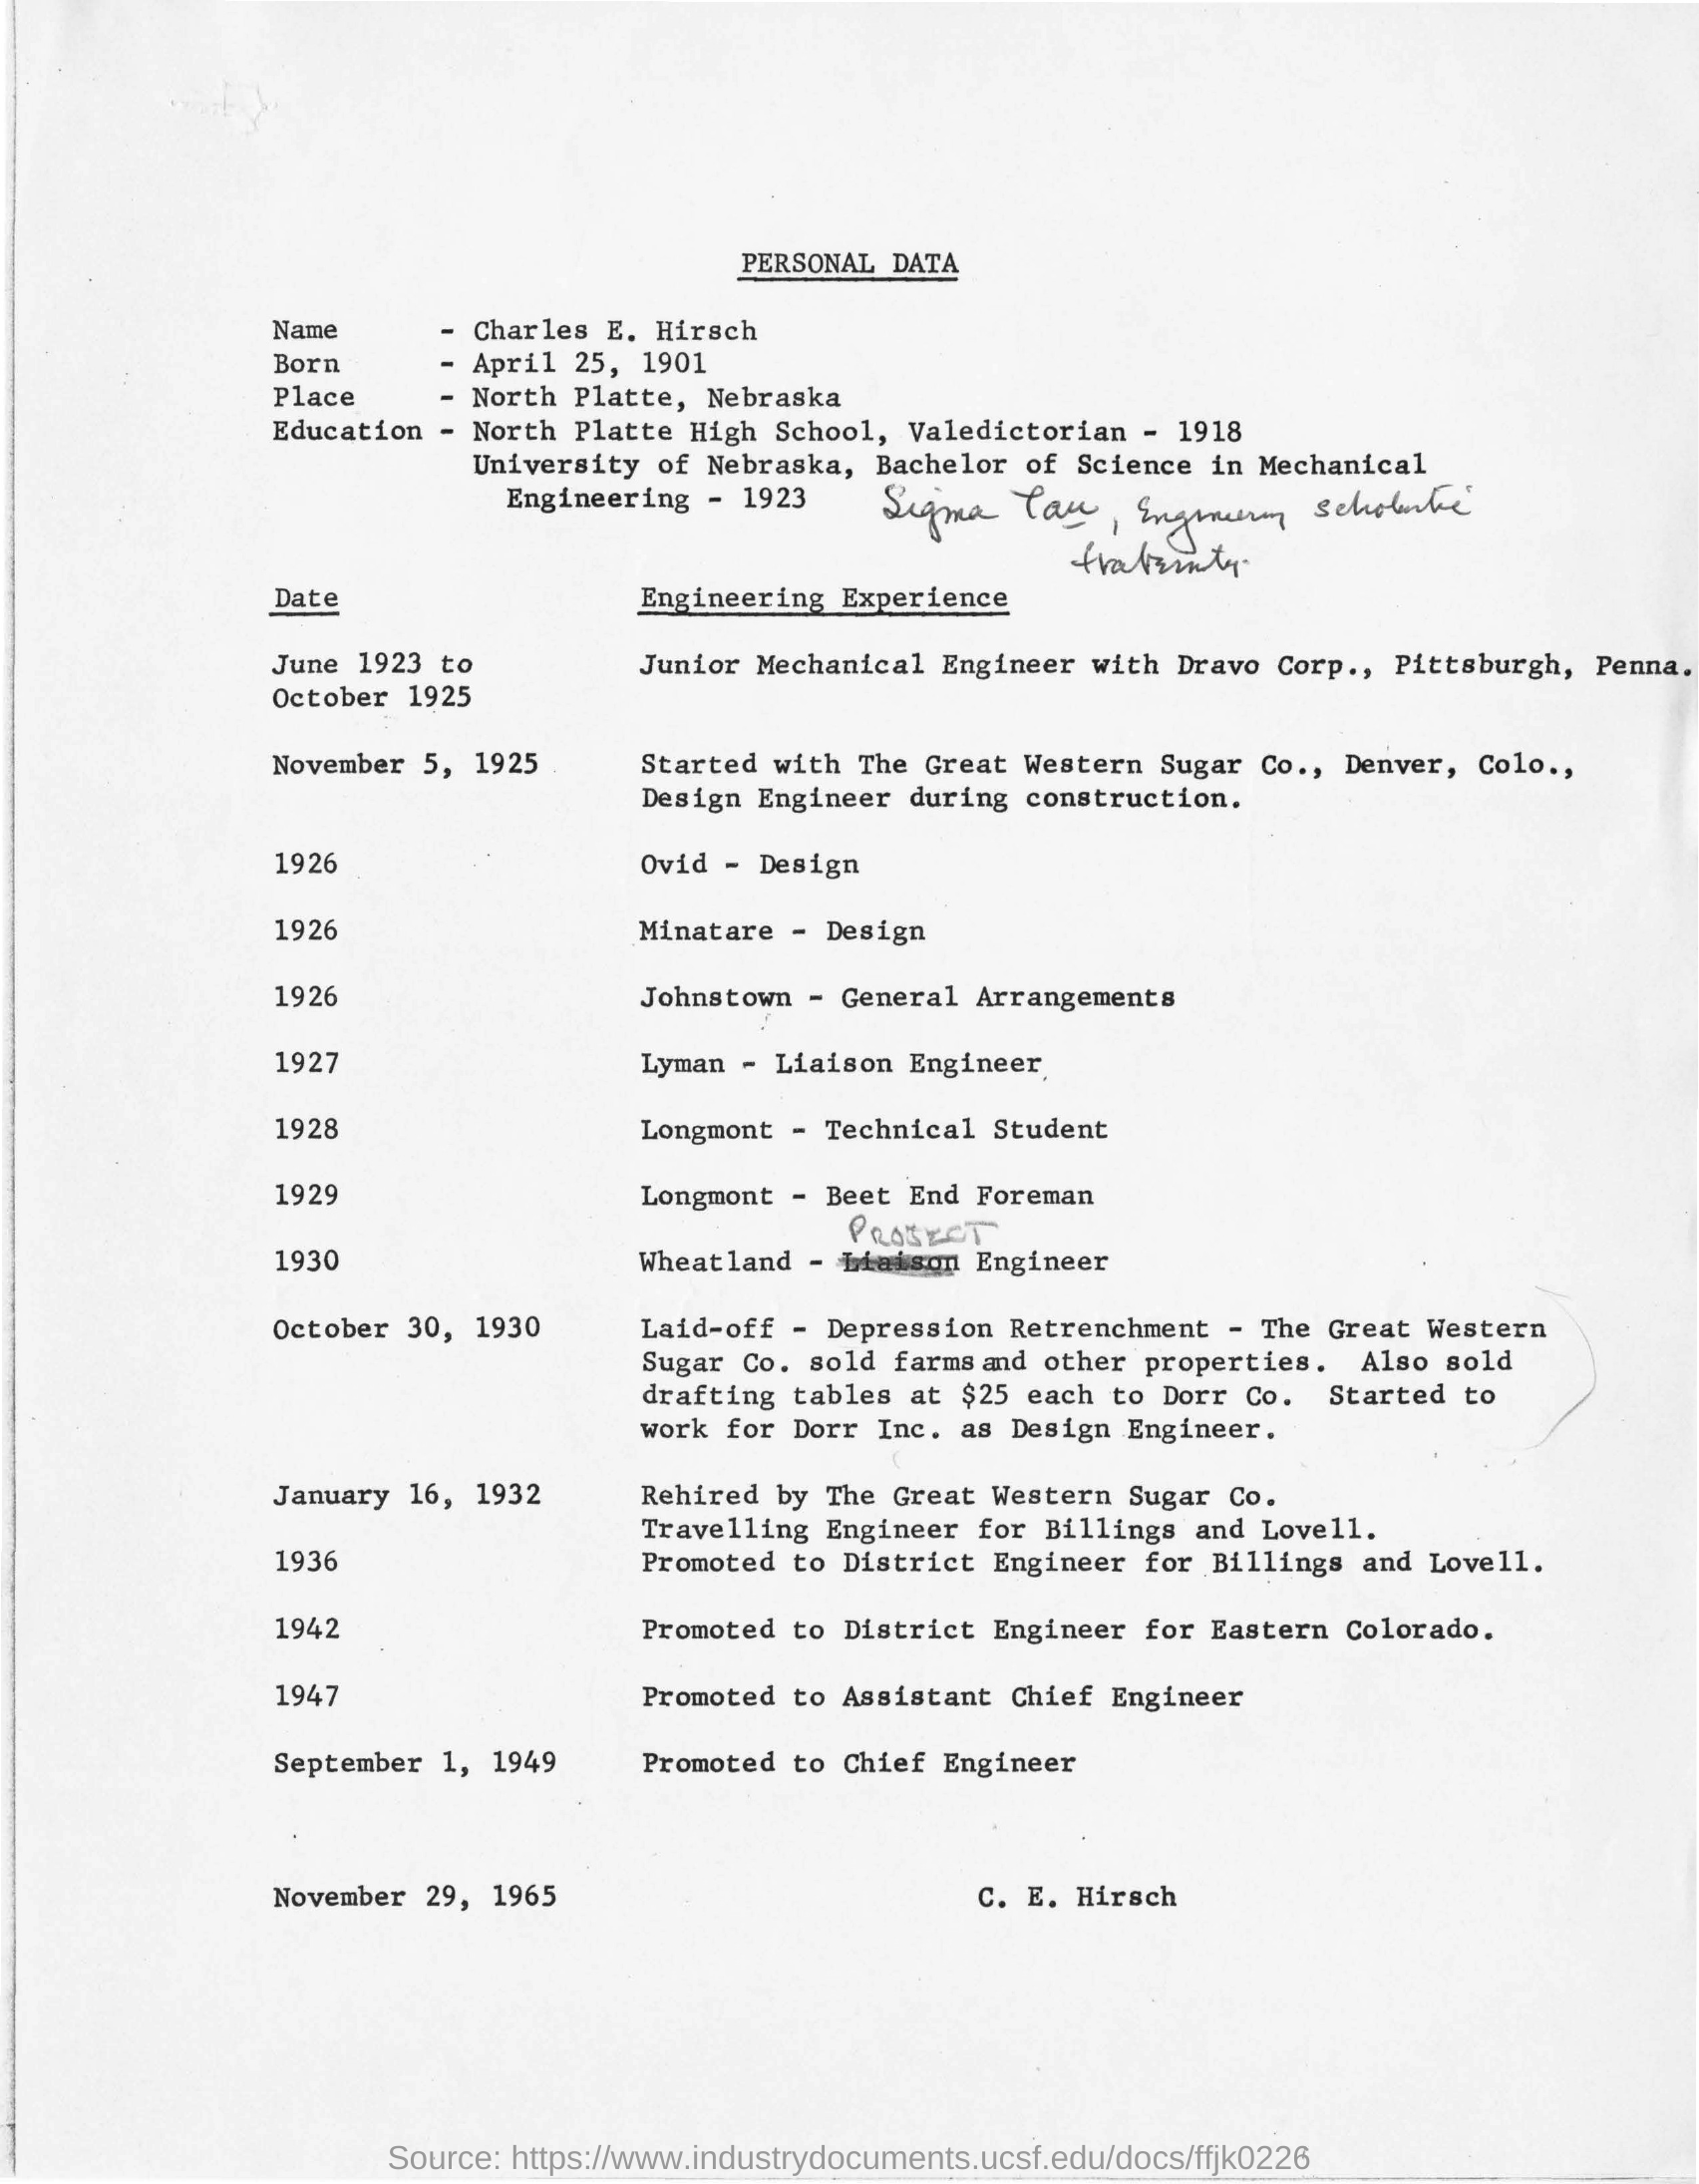 PERSONAL DATA
Name - Charles E. Hirsch
Born - April 25, 1901
Place - North Platte, Nebraska
Education - North Platte High School, Valedictorian - 1918
University of Nebraska, Bachelor of Science in Mechanical
Engineering - 1923 Sigma Tau, Engineering scholastic
fraternity.
Date Engineering Experience
June 1923 to Junior Mechanical Engineer with Dravo Corp., Pittsburgh, Penna.
October 1925
November 5, 1925 Started with The Great Western Sugar Co., Denver, Colo.,
Design Engineer during construction.
1926 Ovid - Design
1926 Minatare - Design
1926 Johnstown - General Arrangements
1927 Lyman - Liaison Engineer
1928 Longmont - Technical Student
1929 Longmont - Beet End Foreman
PROJECT
1930 Wheatland - Liaison Engineer
October 30, 1930 Laid-off - Depression Retrenchment - The Great Western
Sugar Co. sold farms and other properties. Also sold
drafting tables at $25 each to Dorr Co. Started to
work for Dorr Inc. as Design Engineer.
January 16, 1932 Rehired by The Great Western Sugar Co.
Travelling Engineer for Billings and Lovell.
1936 Promoted to District Engineer for Billings and Lovell.
1942 Promoted to District Engineer for Eastern Colorado.
1947 Promoted to Assistant Chief Engineer
September 1, 1949 Promoted to Chief Engineer
November 29, 1965 C. E. Hirsch
Source: https://www.industrydocuments.ucsf.edu/docs/ffjk0226